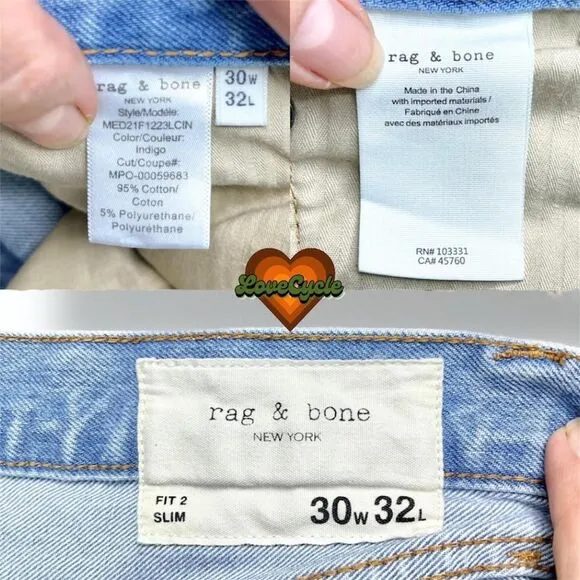 rag & bone
NEW YORK
Style/Modèle:
MED21F1223LCIN
Color/Couleur:
Indigo
Cut/Coupe#:
MPO-00059683
95% Cotton/
Coton
5% Polyurethane/
Polyurethane
30W
32L
rag & bone
NEW YORK
Made in the China
with imported materials/
Fabriqué en Chine
avec des matériaux importés
RN# 103331
CA# 45760
LoveCycle
rag & bone
NEW YORK
FIT 2
SLIM
30W 32L